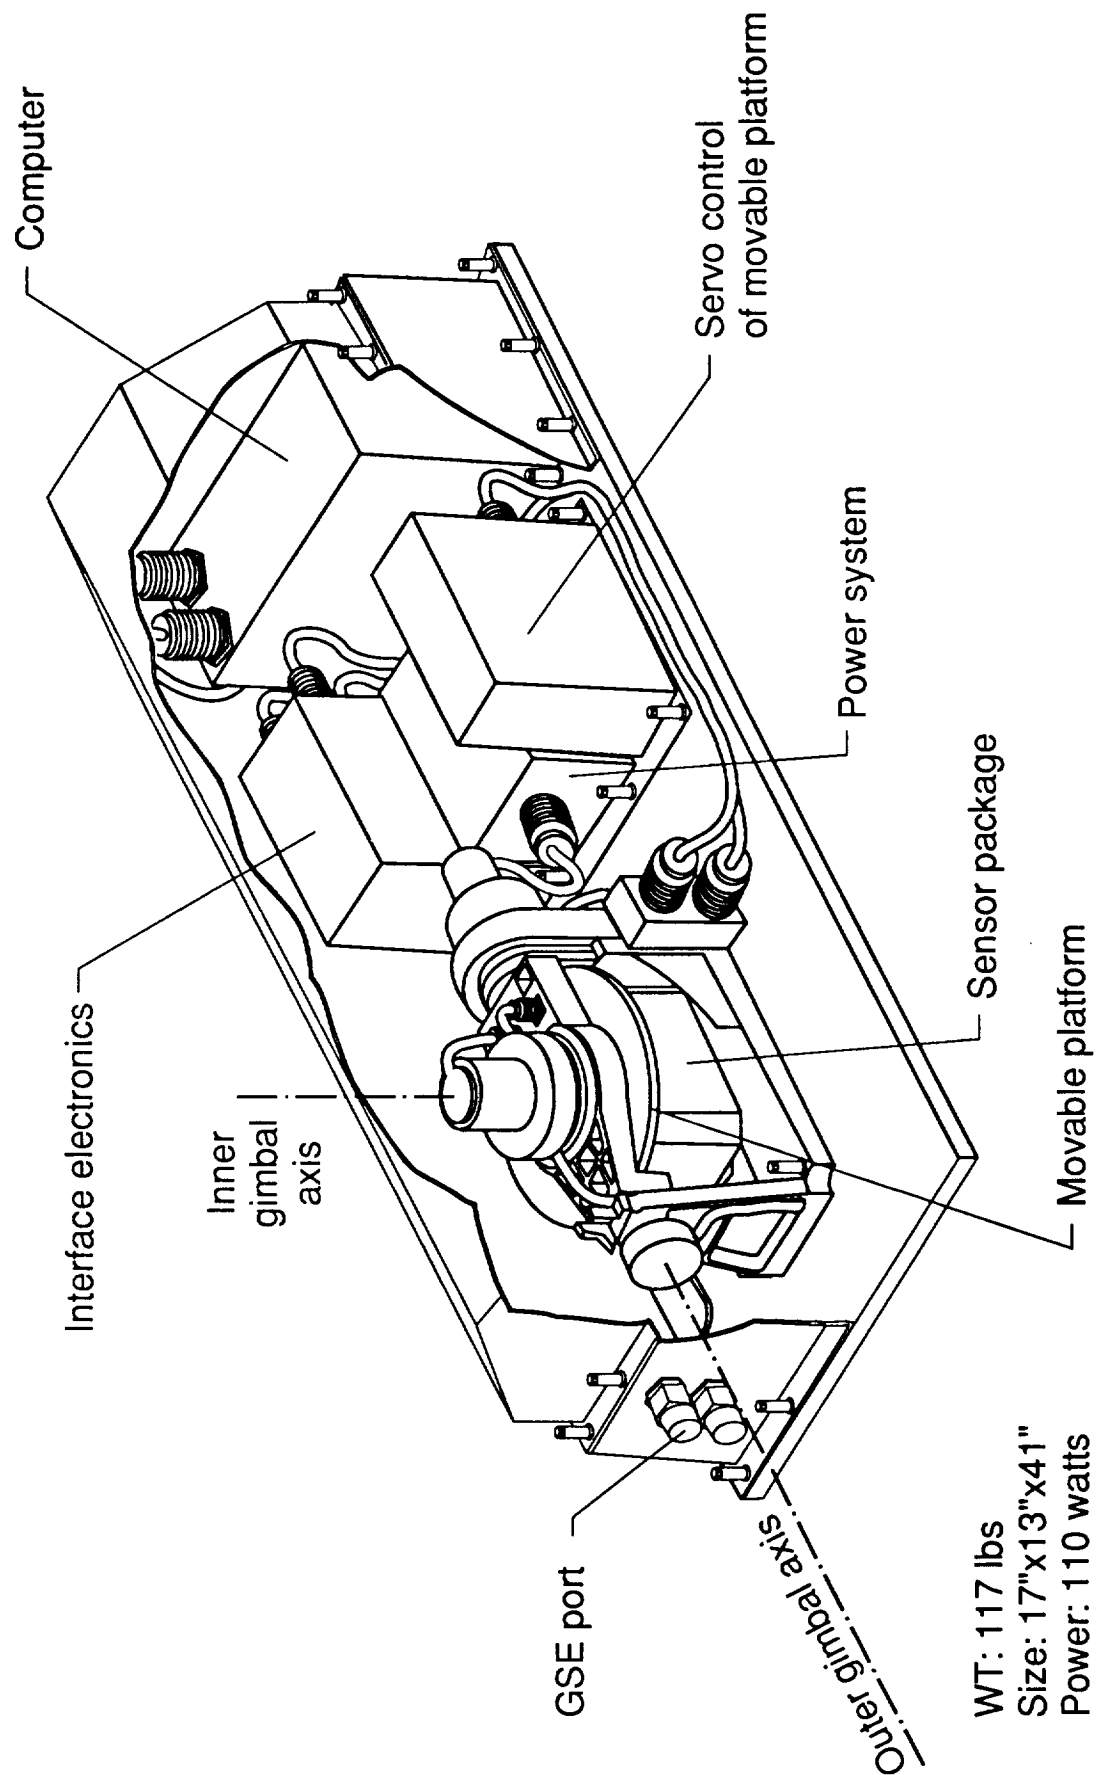 Computer
Interface electronics
Inner
gimbal
axis
Servo control
of movable platform
Power system
Sensor package
Movable platform
GSE port
Outer gimbal axis
WT: 117 lbs
Size: 17"x13"x41"
Power: 110 watts